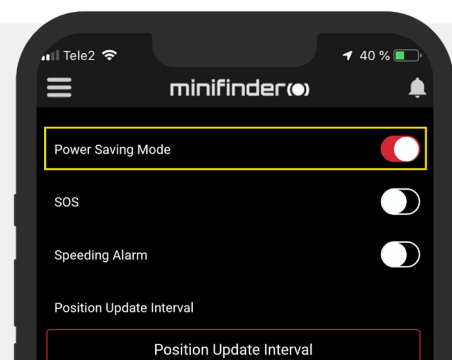 Tele2
40 %
minifinder
Power Saving Mode
SOS
Speeding Alarm
Position Update Interval
Position Update Interval